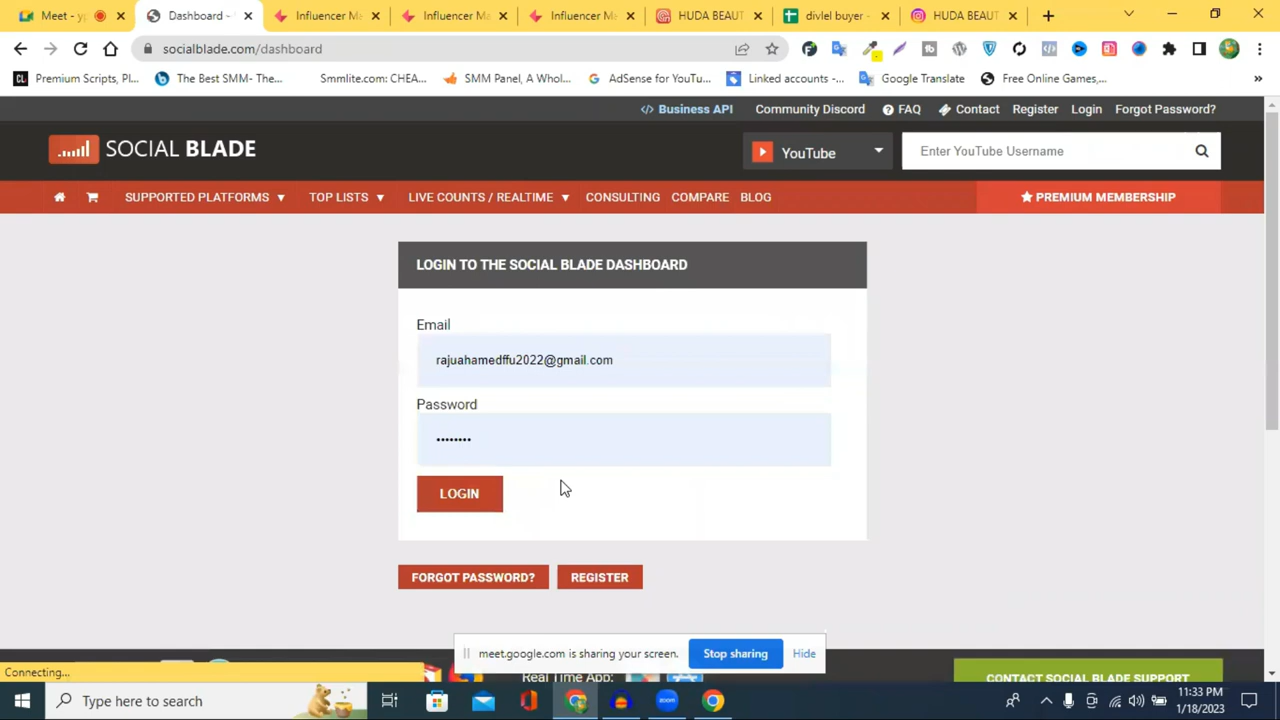 Meet - yp
Dashboard -
Influencer Ma
Influencer Ma
Influencer Ma
HUDA BEAUT
divlel buyer -
HUDA BEAUT
socialblade.com/dashboard
Premium Scripts, Pl...
The Best SMM- The...
Smmlite.com: CHEA...
SMM Panel, A Whol...
AdSense for YouTu...
Linked accounts -...
Google Translate
Free Online Games,...
»
Business API
Community Discord
FAQ
Contact
Register
Login
Forgot Password?
SOCIAL BLADE
YouTube
Enter YouTube Username
SUPPORTED PLATFORMS
TOP LISTS
LIVE COUNTS / REALTIME
CONSULTING
COMPARE
BLOG
PREMIUM MEMBERSHIP
LOGIN TO THE SOCIAL BLADE DASHBOARD
Email
rajuahamedffu2022@gmail.com
Password
••••••••
LOGIN
FORGOT PASSWORD?
REGISTER
meet.google.com is sharing your screen.
Stop sharing
Hide
Connecting...
Real Time App:
CONTACT SOCIAL BLADE SUPPORT
Type here to search
11:33 PM
1/18/2023